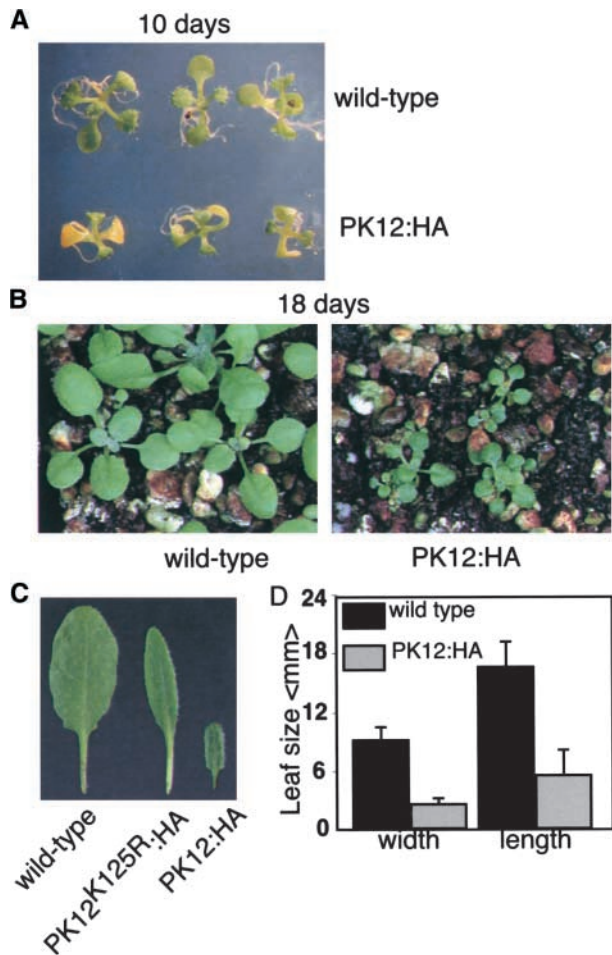 A
10 days
wild-type
PK12:HA
B
18 days
wild-type
PK12:HA
C
wild-type
PK12K125R:HA
PK12:HA
D
Leaf size <mm>
24
18
12
6
0
wild type
PK12:HA
width
length